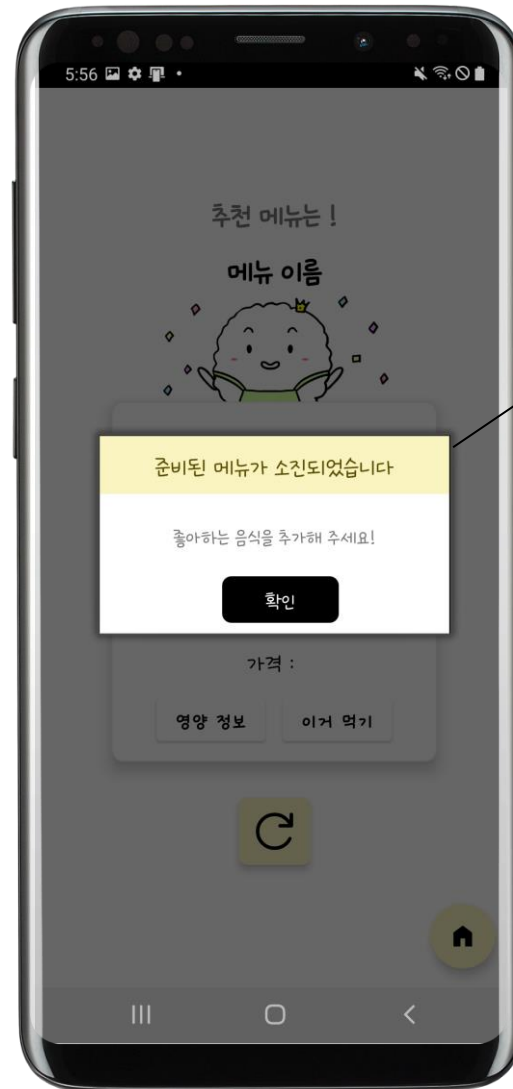 5:56
추천 메뉴는 !
메뉴 이름
준비된 메뉴가 소진되었습니다
좋아하는 음식을 추가해 주세요!
확인
가격 :
영양 정보 이거 먹기